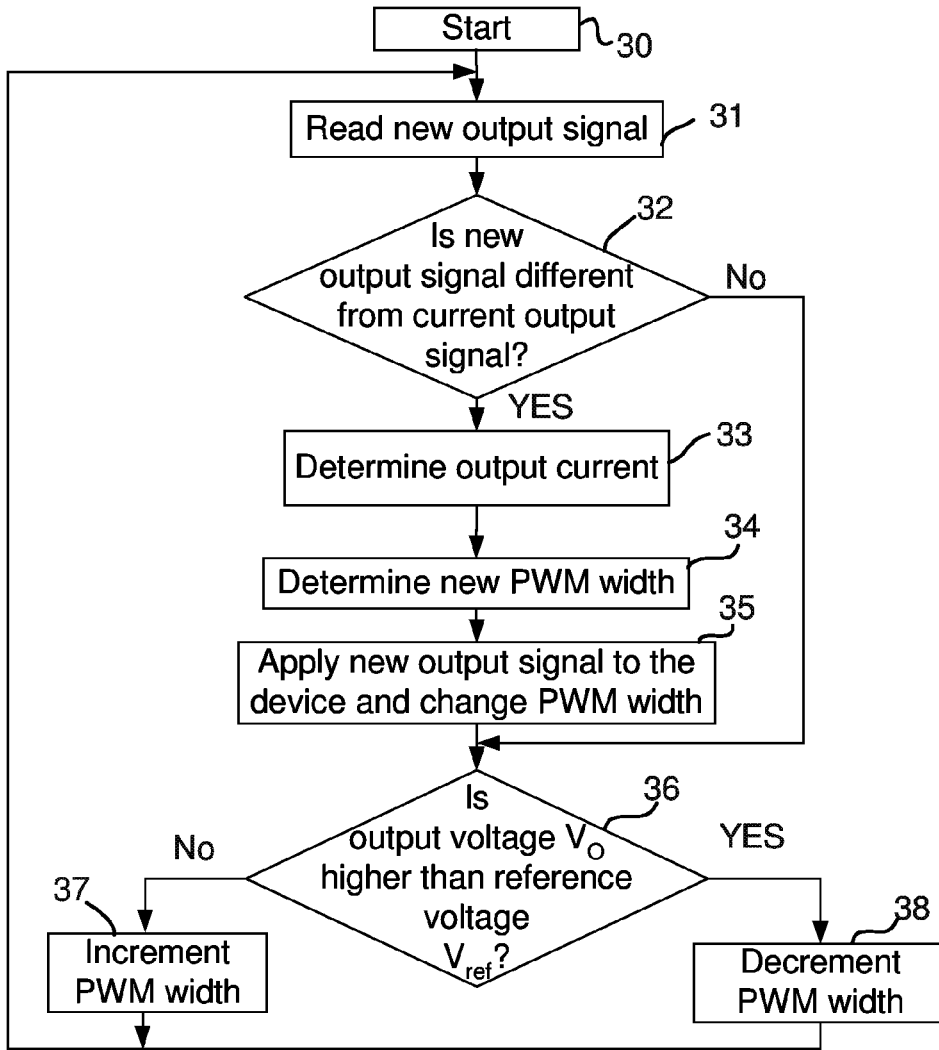 Start
30
Read new output signal
31
32
Is new
output signal different
from current output
signal?
No
YES
Determine output current
33
34
Determine new PWM width
35
Apply new output signal to the
device and change PWM width
36
Is
output voltage VO
higher than reference
voltage
Vref?
No
YES
37
Increment
PWM width
38
Decrement
PWM width